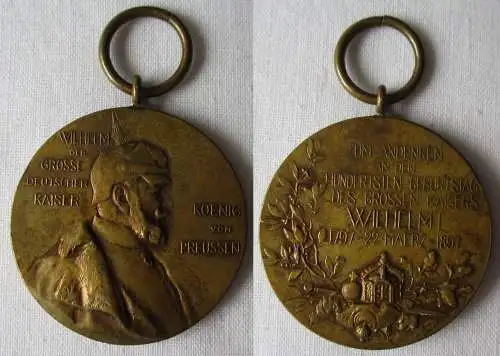 WILHELM
DER
GROSSE
DEUTSCHER
KAISER
KOENIG
VON
PREUSSEN
ZUM ANDENKEN
AN DEN
HUNDERTSTEN GEBURTSTAG
DES GROSSEN KAISERS
WILHELM I
1797-22-MAERZ-1897